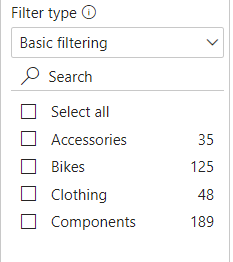 Filter type
Basic filtering
Search
Select all
Accessories 35
Bikes 125
Clothing 48
Components 189